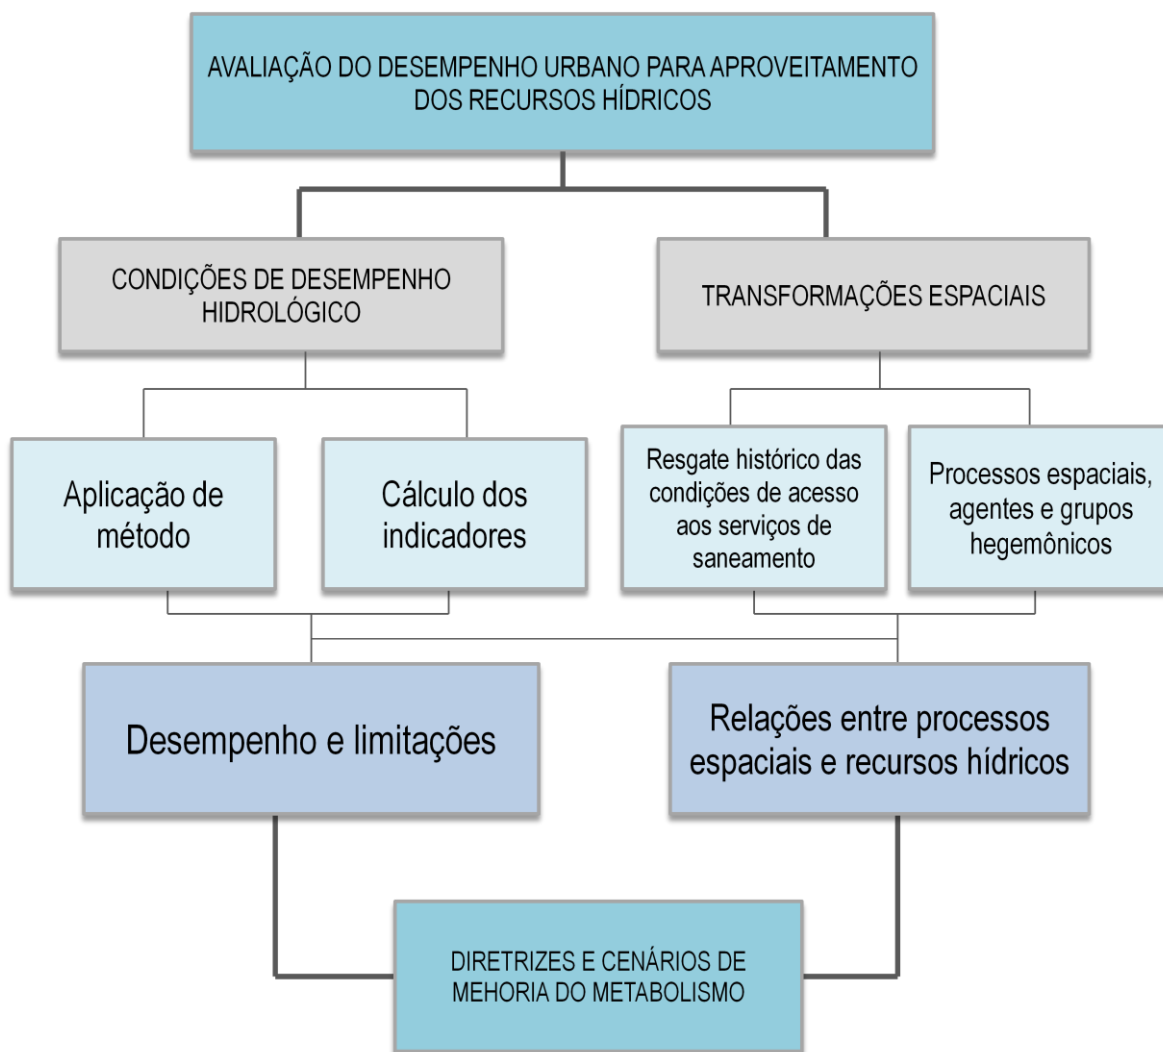 AVALIAÇÃO DO DESEMPENHO URBANO PARA APROVEITAMENTO
DOS RECURSOS HÍDRICOS
CONDIÇÕES DE DESEMPENHO
HIDROLÓGICO
TRANSFORMAÇÕES ESPACIAIS
Aplicação de
método
Cálculo dos
indicadores
Resgate histórico das
condições de acesso
aos serviços de
saneamento
Processos espaciais,
agentes e grupos
hegemônicos
Desempenho e limitações
Relações entre processos
espaciais e recursos hídricos
DIRETRIZES E CENÁRIOS DE
MEHORIA DO METABOLISMO